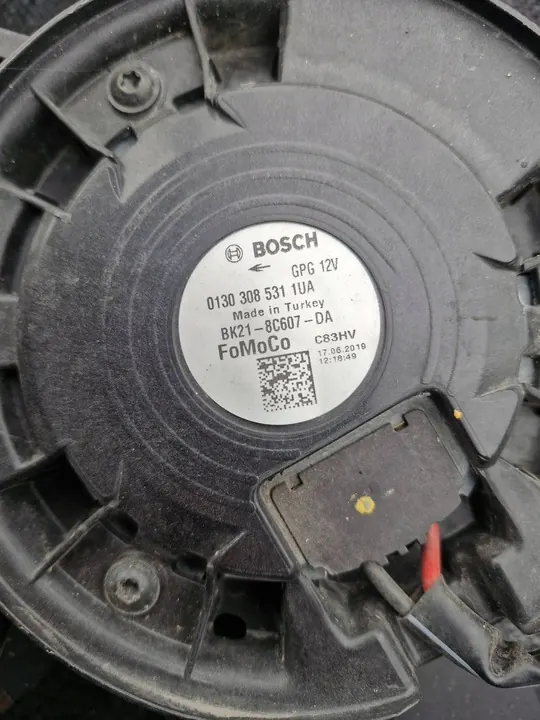 BOSCH
GPG 12V
0130 308 531 1UA
Made in Turkey
BK21-8C607-DA
FoMoCo C83HV
17.06.2019
12:18:49